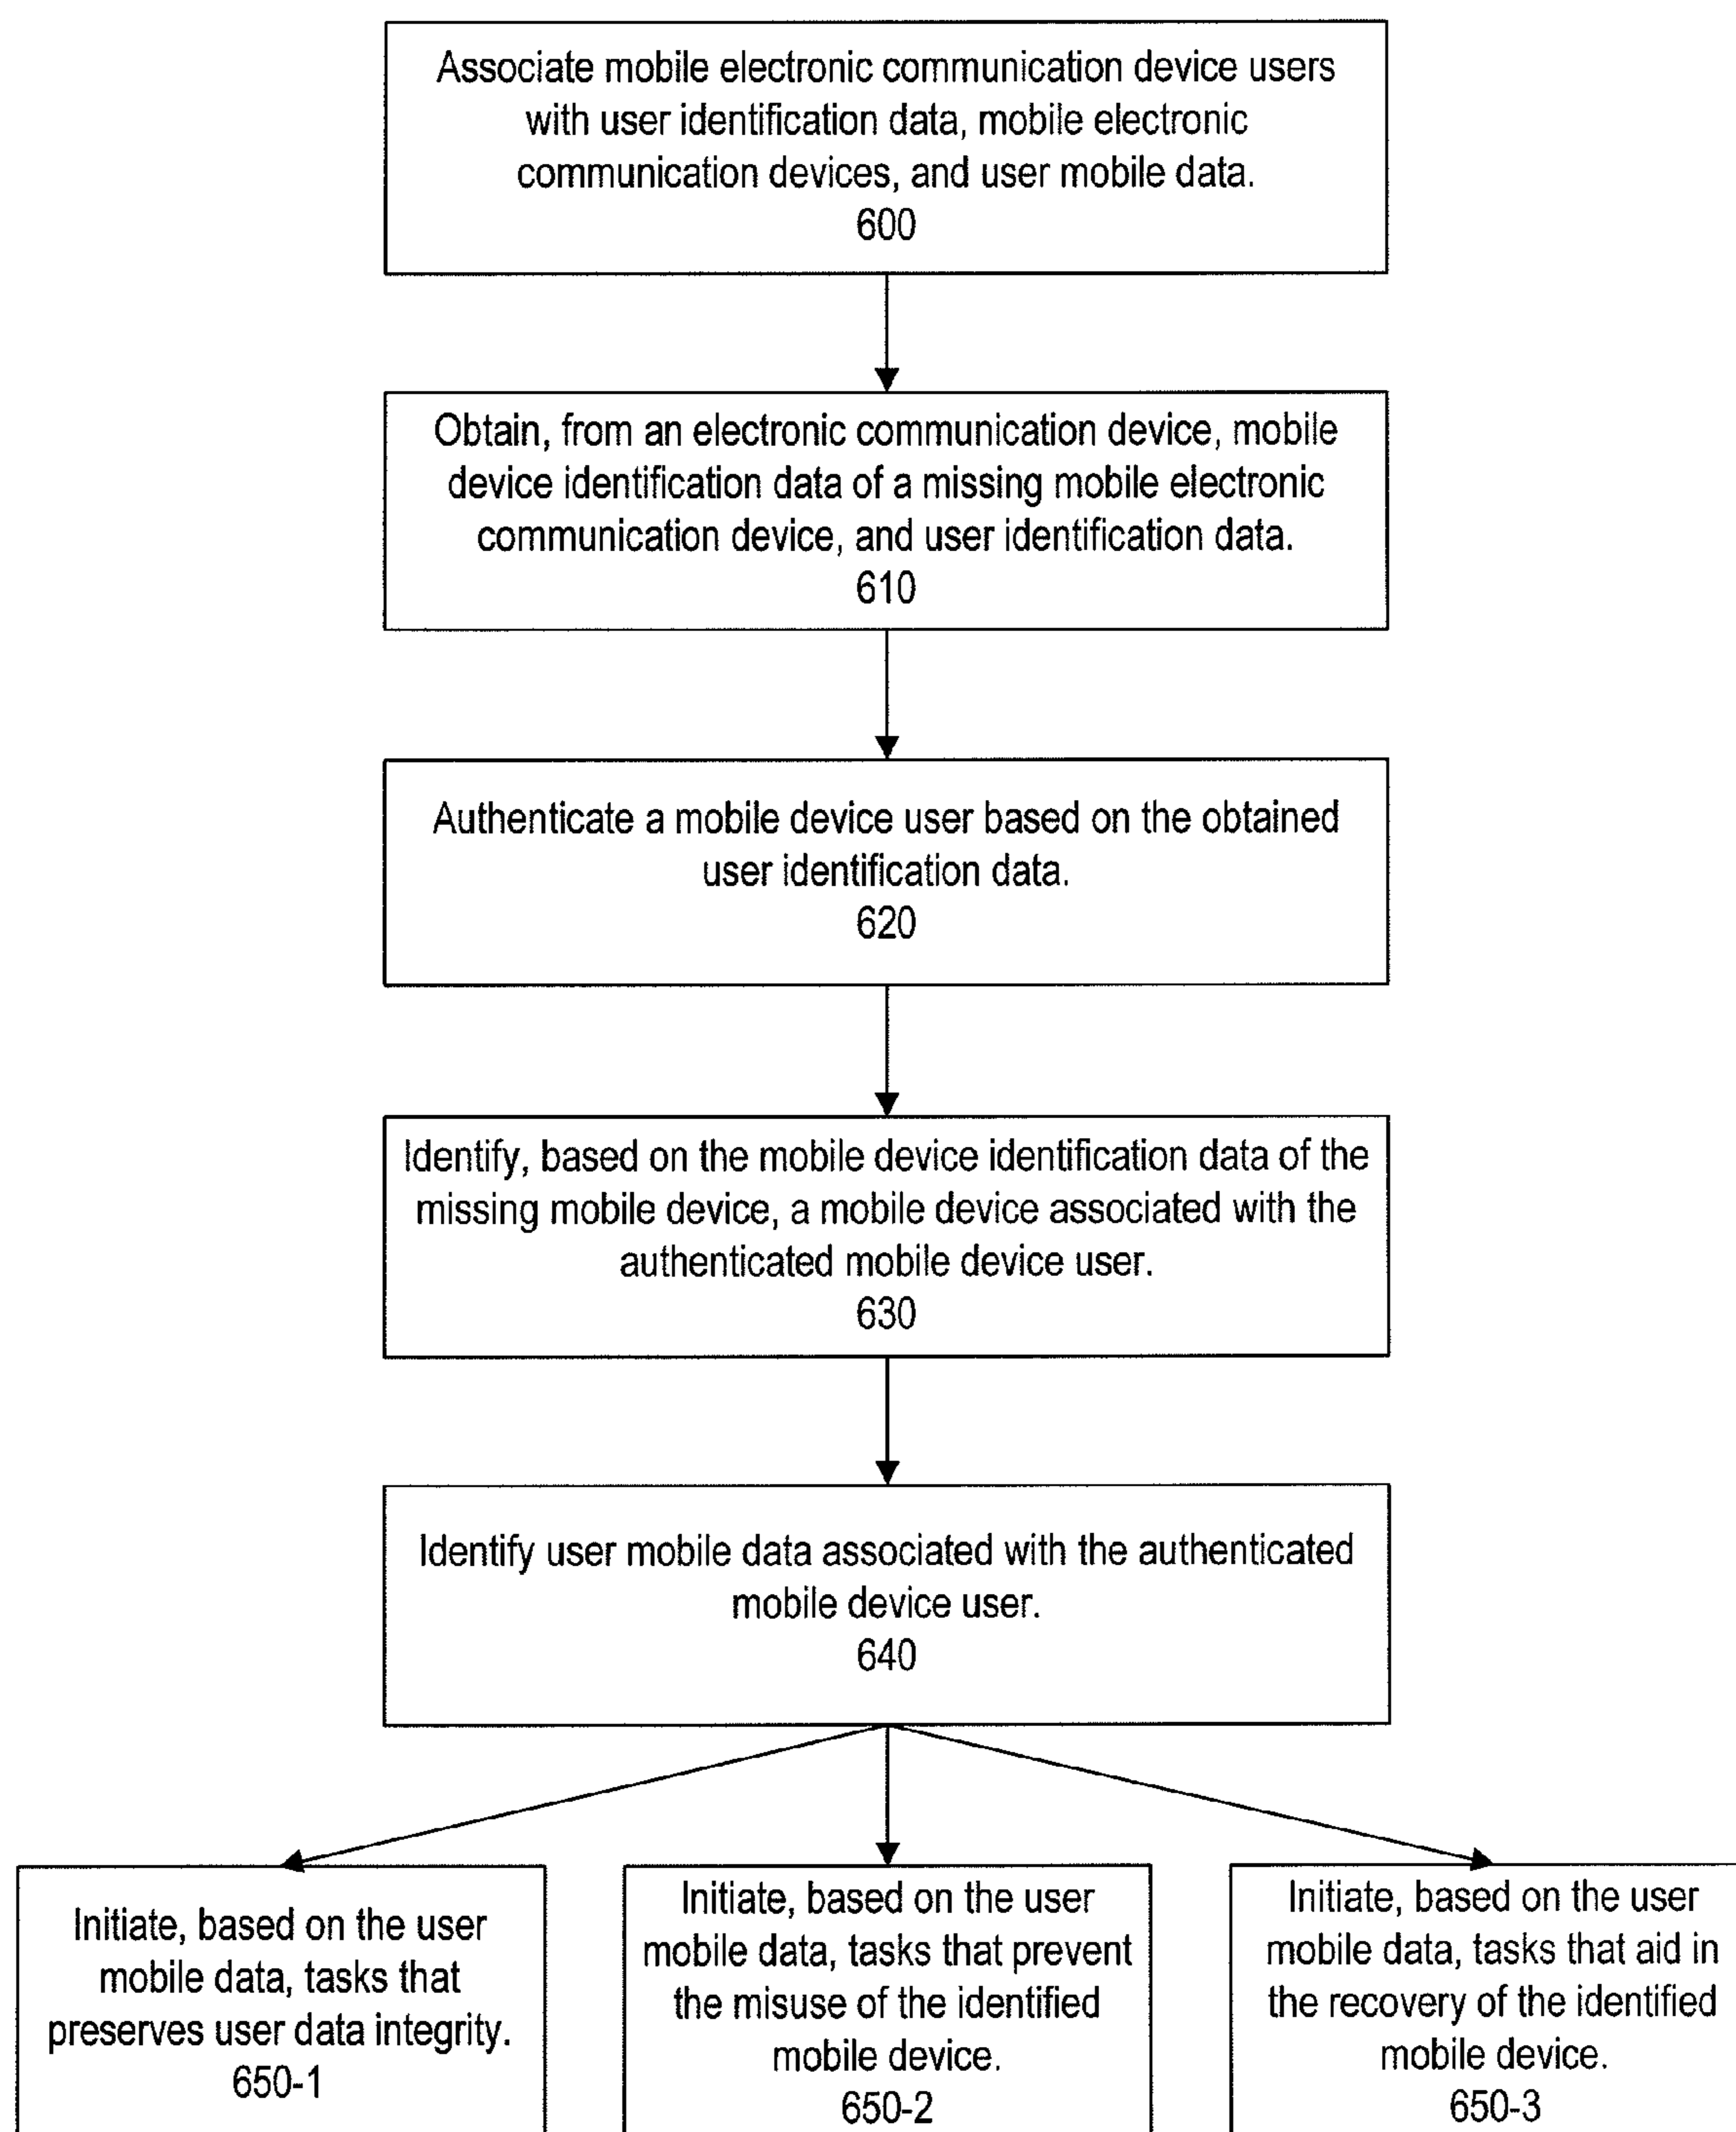 Associate mobile electronic communication device users
with user identification data, mobile electronic
communication devices, and user mobile data.
600
Obtain, from an electronic communication device, mobile
device identification data of a missing mobile electronic
communication device, and user identification data.
610
Authenticate a mobile device user based on the obtained
user identification data.
620
Identify, based on the mobile device identification data of the
missing mobile device, a mobile device associated with the
authenticated mobile device user.
630
Identify user mobile data associated with the authenticated
mobile device user.
640
Initiate, based on the user
mobile data, tasks that
preserves user data integrity.
650-1
Initiate, based on the user
mobile data, tasks that prevent
the misuse of the identified
mobile device.
650-2
Initiate, based on the user
mobile data, tasks that aid in
the recovery of the identified
mobile device.
650-3